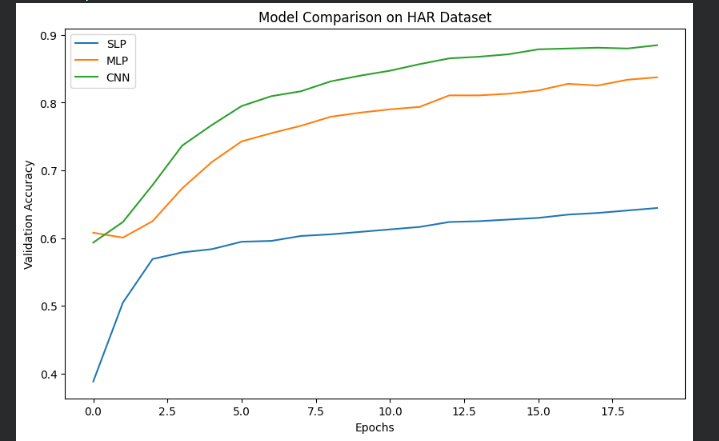 Model Comparison on HAR Dataset
SLP
MLP
CNN
Validation Accuracy
0.9
0.8
0.7
0.6
0.5
0.4
0.0 2.5 5.0 7.5 10.0 12.5 15.0 17.5
Epochs